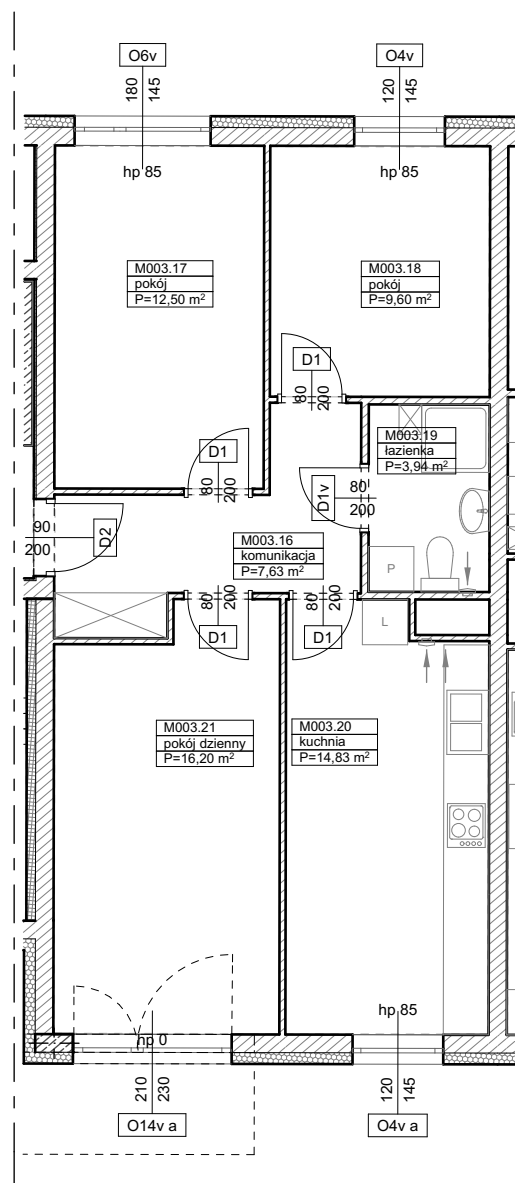 O6v
180
145
hp 85
O4v
120
145
hp 85
M003.17
pokój
P=12,50 m²
M003.18
pokój
P=9,60 m²
D1
80
200
M003.19
łazienka
P=3,94 m²
D1
80
200
D1v
80
200
90
200
D2
M003.16
komunikacja
P=7,63 m²
P
80
200
D1
80
200
D1
L
M003.21
pokój dzienny
P=16,20 m²
M003.20
kuchnia
P=14,83 m²
hp 0
210
230
O14v a
hp 85
120
145
O4v a